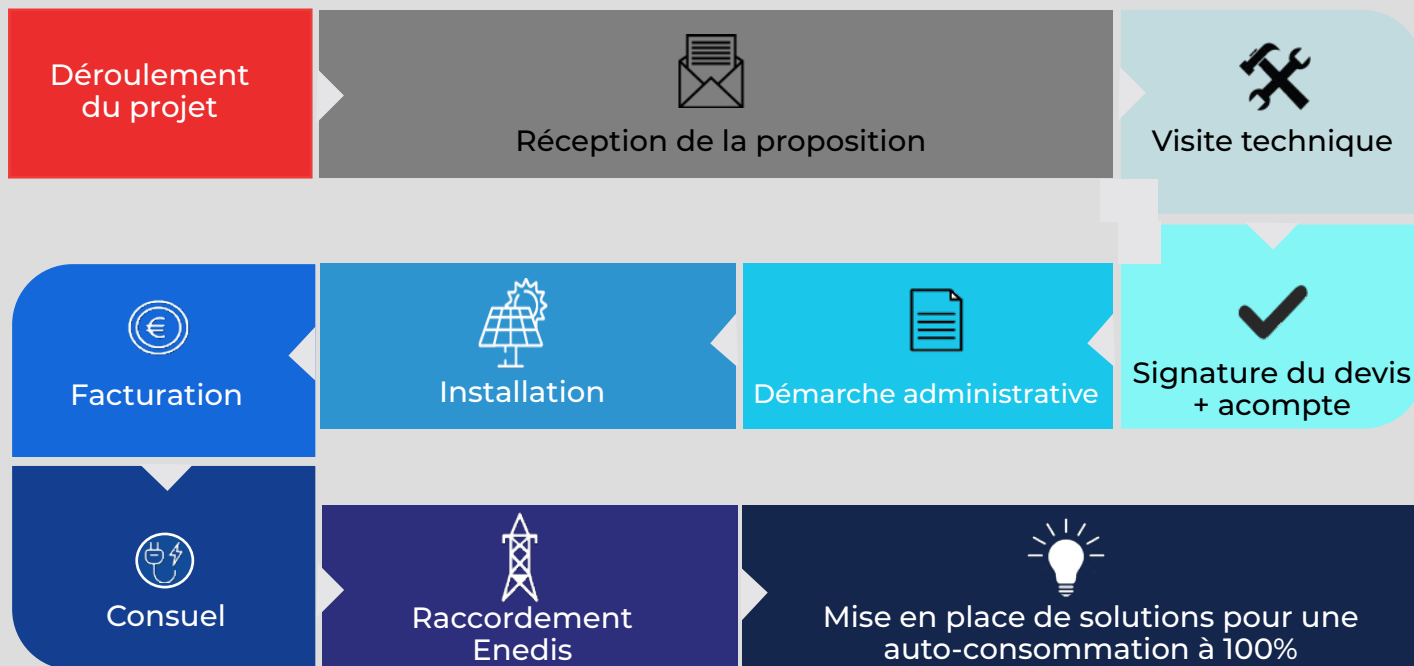 Déroulement
du projet
Réception de la proposition
Visite technique
Signature du devis
+ acompte
Démarche administrative
Installation
€
Facturation
Consuel
Raccordement
Enedis
Mise en place de solutions pour une
auto-consommation à 100%